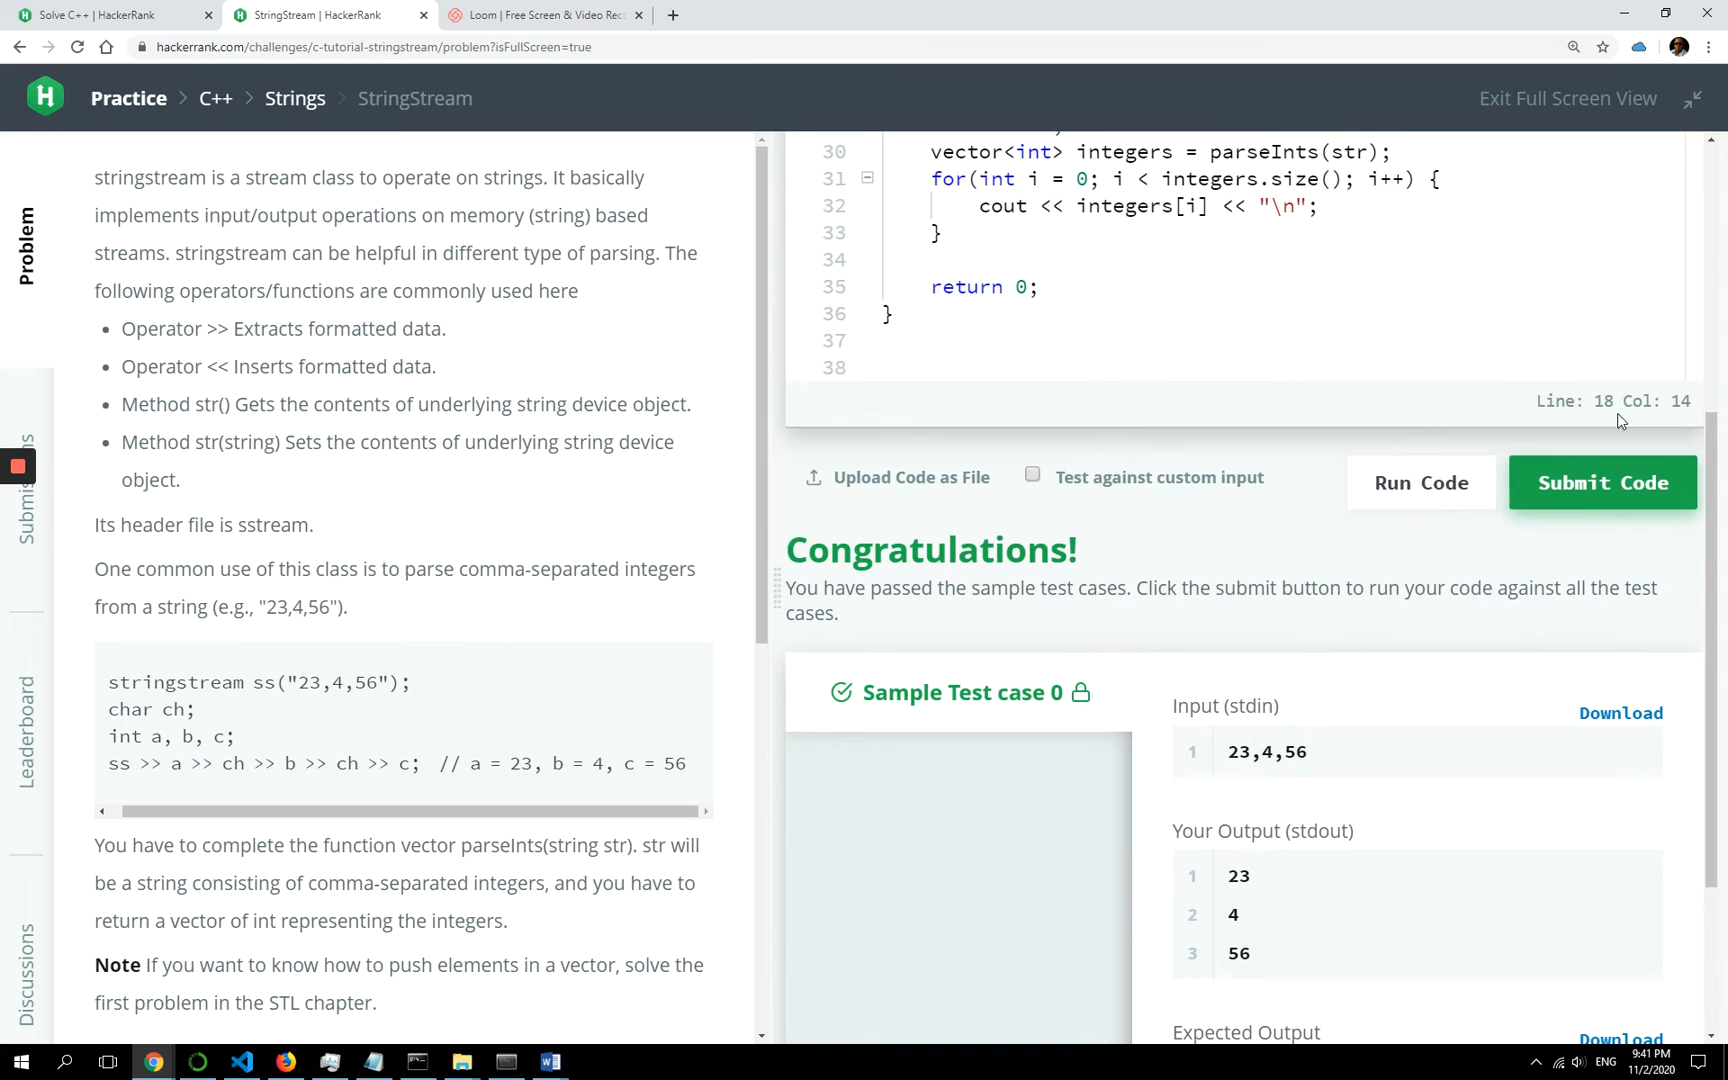 Solve C++ | HackerRank
StringStream | HackerRank
Loom | Free Screen & Video Rec
hackerrank.com/challenges/c-tutorial-stringstream/problem?isFullScreen=true
H
Practice > C++ > Strings > StringStream
Exit Full Screen View
Problem
Submissions
Leaderboard
Discussions
stringstream is a stream class to operate on strings. It basically
implements input/output operations on memory (string) based
streams. stringstream can be helpful in different type of parsing. The
following operators/functions are commonly used here
• Operator >> Extracts formatted data.
• Operator << Inserts formatted data.
• Method str() Gets the contents of underlying string device object.
• Method str(string) Sets the contents of underlying string device
object.
Its header file is sstream.
One common use of this class is to parse comma-separated integers
from a string (e.g., "23,4,56").
stringstream ss("23,4,56");
char ch;
int a, b, c;
ss >> a >> ch >> b >> ch >> c;  // a = 23, b = 4, c = 56
You have to complete the function vector parseInts(string str). str will
be a string consisting of comma-separated integers, and you have to
return a vector of int representing the integers.
Note If you want to know how to push elements in a vector, solve the
first problem in the STL chapter.
30 vector<int> integers = parseInts(str);
31 for(int i = 0; i < integers.size(); i++) {
32 cout << integers[i] << "\n";
33 }
34
35 return 0;
36 }
37
38
Line: 18 Col: 14
Upload Code as File
Test against custom input
Run Code
Submit Code
Congratulations!
You have passed the sample test cases. Click the submit button to run your code against all the test
cases.
Sample Test case 0
Input (stdin)
Download
1 23,4,56
Your Output (stdout)
1 23
2 4
3 56
Expected Output
Download
ENG
9:41 PM
11/2/2020